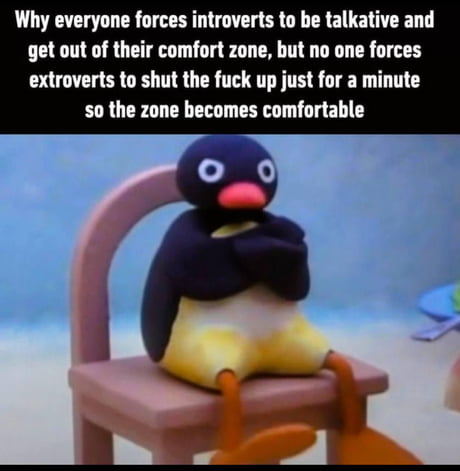 Why everyone forces introverts to be talkative and
get out of their comfort zone, but no one forces
extroverts to shut the fuck up just for a minute
so the zone becomes comfortable